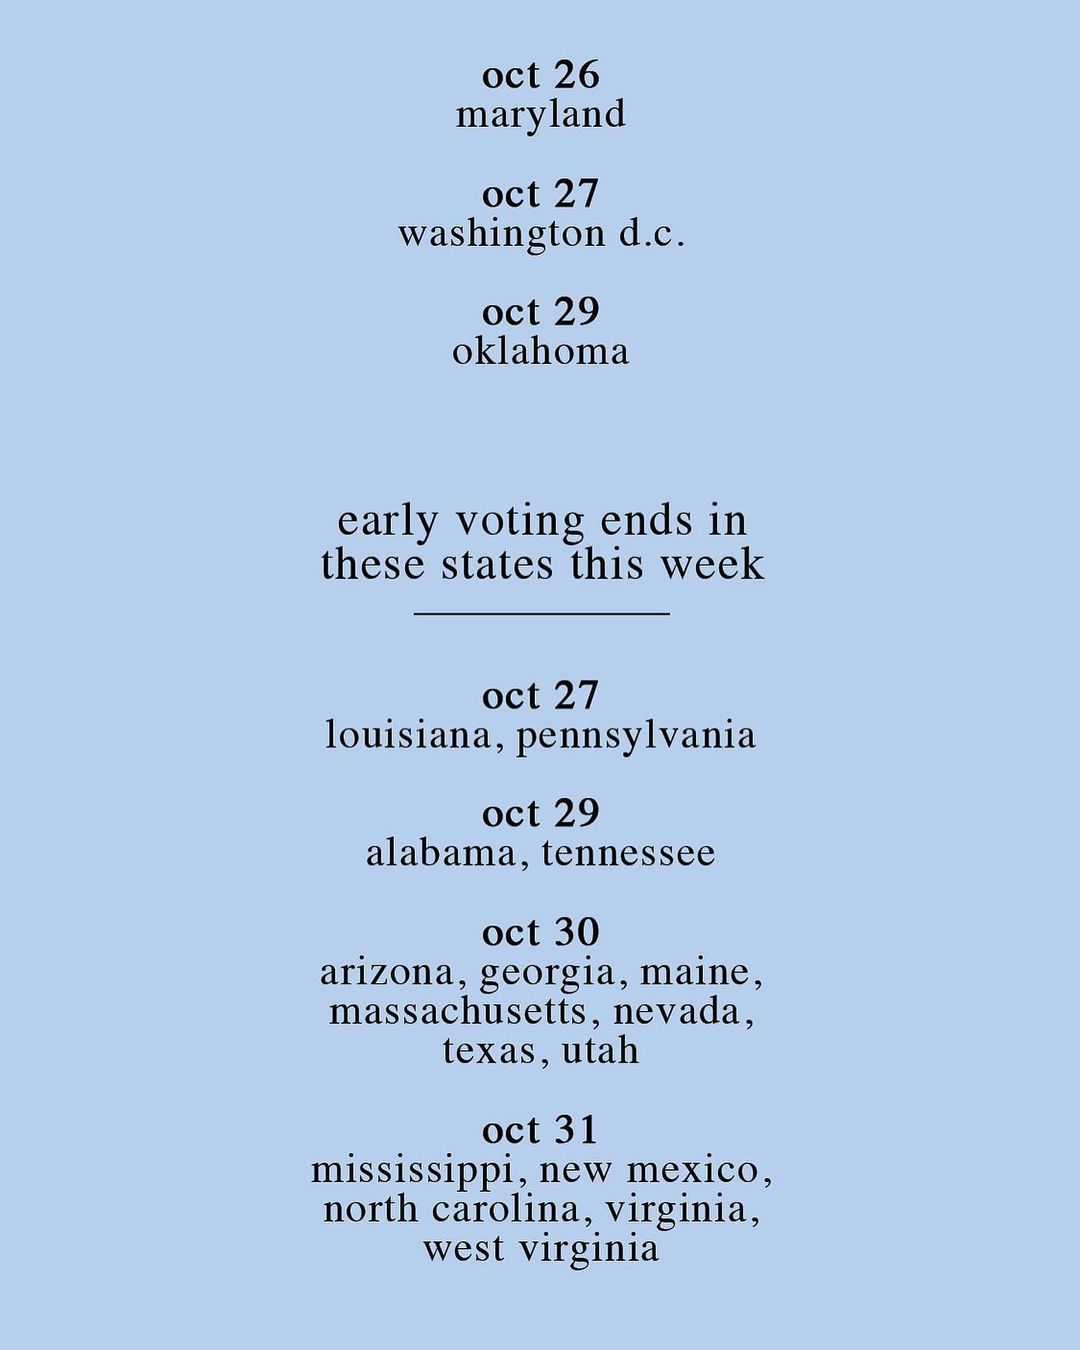 oct 26
maryland
oct 27
washington d.c.
oct 29
oklahoma
early voting ends in
these states this week
oct 27
louisiana, pennsylvania
oct 29
alabama, tennessee
oct 30
arizona, georgia, maine,
massachusetts, nevada,
texas, utah
oct 31
mississippi, new mexico,
north carolina, virginia,
west virginia